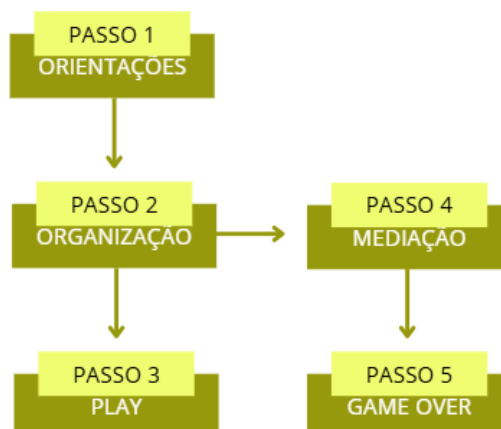 PASSO 1
ORIENTAÇÕES
PASSO 2
ORGANIZAÇÃO
PASSO 3
PLAY
PASSO 4
MEDIAÇÃO
PASSO 5
GAME OVER